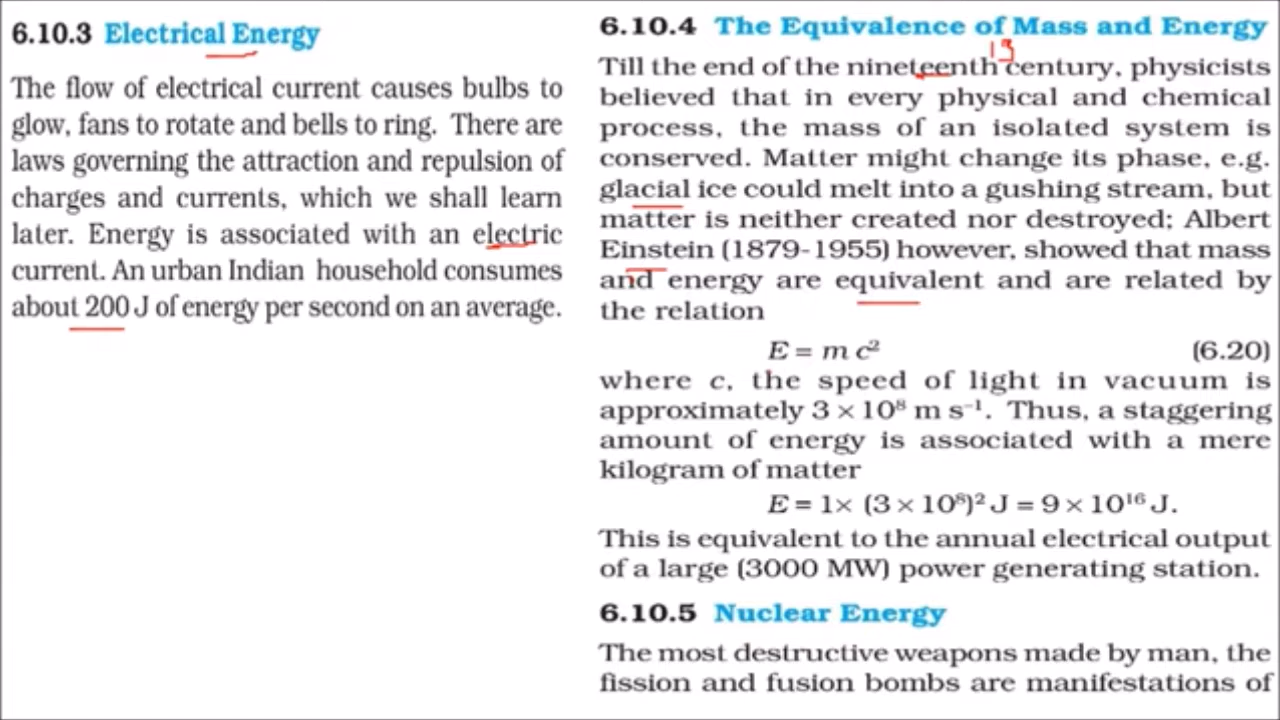 6.10.3 Electrical Energy
The flow of electrical current causes bulbs to
glow, fans to rotate and bells to ring. There are
laws governing the attraction and repulsion of
charges and currents, which we shall learn
later. Energy is associated with an electric
current. An urban Indian household consumes
about 200 J of energy per second on an average.
6.10.4 The Equivalence of Mass and Energy
19
Till the end of the nineteenth century, physicists
believed that in every physical and chemical
process, the mass of an isolated system is
conserved. Matter might change its phase, e.g.
glacial ice could melt into a gushing stream, but
matter is neither created nor destroyed; Albert
Einstein (1879-1955) however, showed that mass
and energy are equivalent and are related by
the relation
E = m c² (6.20)
where c, the speed of light in vacuum is
approximately 3 × 10⁸ m s⁻¹. Thus, a staggering
amount of energy is associated with a mere
kilogram of matter
E = 1× (3 × 10⁸)² J = 9 × 10¹⁶ J.
This is equivalent to the annual electrical output
of a large (3000 MW) power generating station.
6.10.5 Nuclear Energy
The most destructive weapons made by man, the
fission and fusion bombs are manifestations of